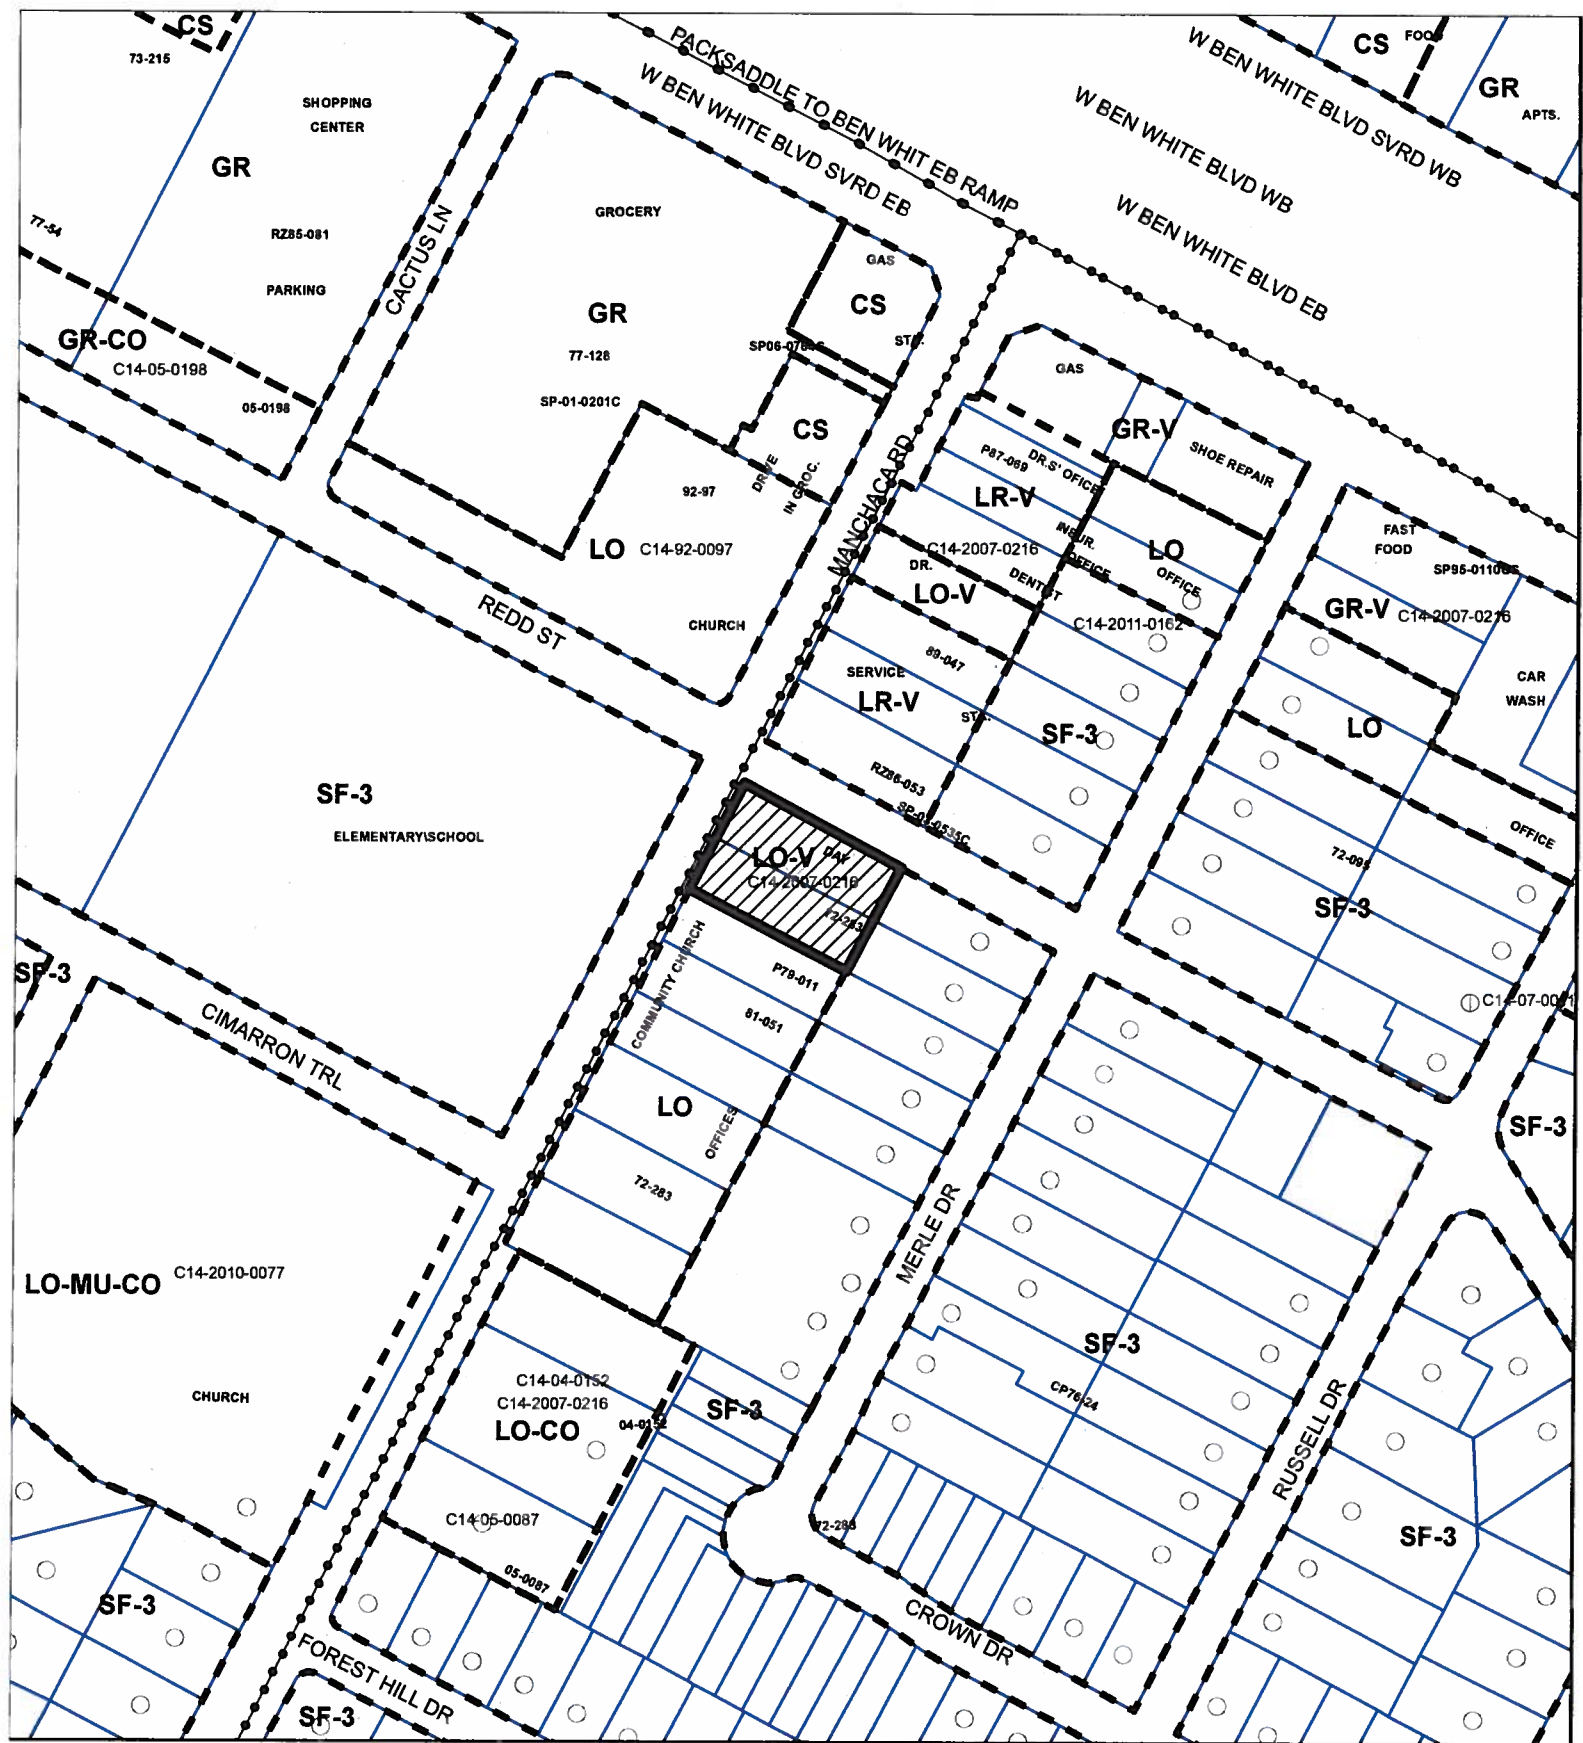 CS
73-215
SHOPPING
CENTER
GR
77-54
RZ85-081
PARKING
GR-CO
C14-05-0198
05-0198
CACTUS LN
PACKSADDLE TO BEN WHIT EB RAMP
W BEN WHITE BLVD SVRD EB
W BEN WHITE BLVD WB
W BEN WHITE BLVD EB
W BEN WHITE BLVD SVRD WB
CS
GR
APTS.
GROCERY
GR
77-128
SP-01-0201C
GAS
CS
STA.
CS
DRIVE
IN GROC.
92-97
LO C14-92-0097
CHURCH
REDD ST
MANCHACA RD
GAS
GR-V
SHOE REPAIR
P87-069
DR.S' OFFICE
LR-V
C14-2007-0216
INSUR.
OFFICE
LO
OFFICE
DR.
DENTIST
LO-V
C14-2011-0162
89-047
SERVICE
LR-V
STA.
SF-3
RZ86-053
FAST
FOOD
GR-V C14-2007-0216
CAR
WASH
LO
OFFICE
72-095
SF-3
SF-3
ELEMENTARY\SCHOOL
LO-V DAY
C14-2007-0216
72-283
P79-011
81-051
COMMUNITY CHURCH
LO
OFFICES
72-283
SF-3
CIMARRON TRL
SF-3
LO-MU-CO C14-2010-0077
CHURCH
MERLE DR
SF-3
CP76-24
RUSSELL DR
C14-04-0152
C14-2007-0216
LO-CO
04-0152
SF-3
C14-05-0087
05-0087
72-283
SF-3
SF-3
CROWN DR
FOREST HILL DR
SF-3